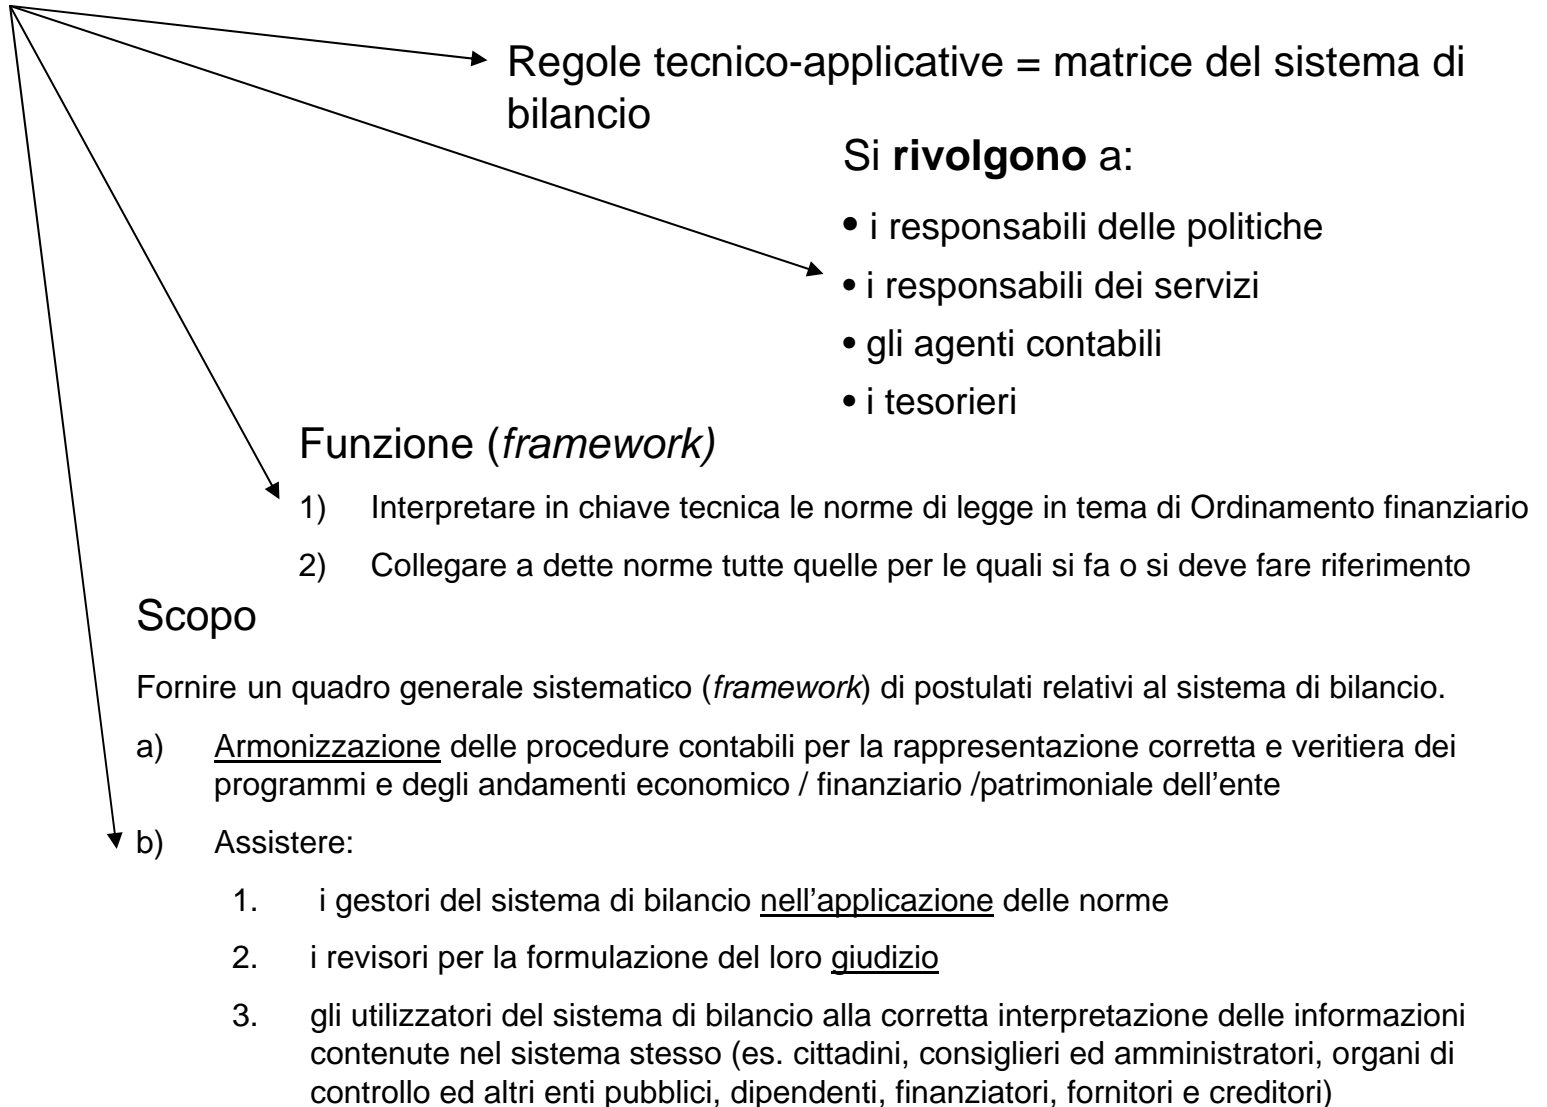 Regole tecnico-applicative = matrice del sistema di
bilancio
Si rivolgono a:
• i responsabili delle politiche
• i responsabili dei servizi
• gli agenti contabili
• i tesorieri
Funzione (framework)
1) Interpretare in chiave tecnica le norme di legge in tema di Ordinamento finanziario
2) Collegare a dette norme tutte quelle per le quali si fa o si deve fare riferimento
Scopo
Fornire un quadro generale sistematico (framework) di postulati relativi al sistema di bilancio.
a) Armonizzazione delle procedure contabili per la rappresentazione corretta e veritiera dei
programmi e degli andamenti economico / finanziario /patrimoniale dell’ente
b) Assistere:
1. i gestori del sistema di bilancio nell’applicazione delle norme
2. i revisori per la formulazione del loro giudizio
3. gli utilizzatori del sistema di bilancio alla corretta interpretazione delle informazioni
contenute nel sistema stesso (es. cittadini, consiglieri ed amministratori, organi di
controllo ed altri enti pubblici, dipendenti, finanziatori, fornitori e creditori)